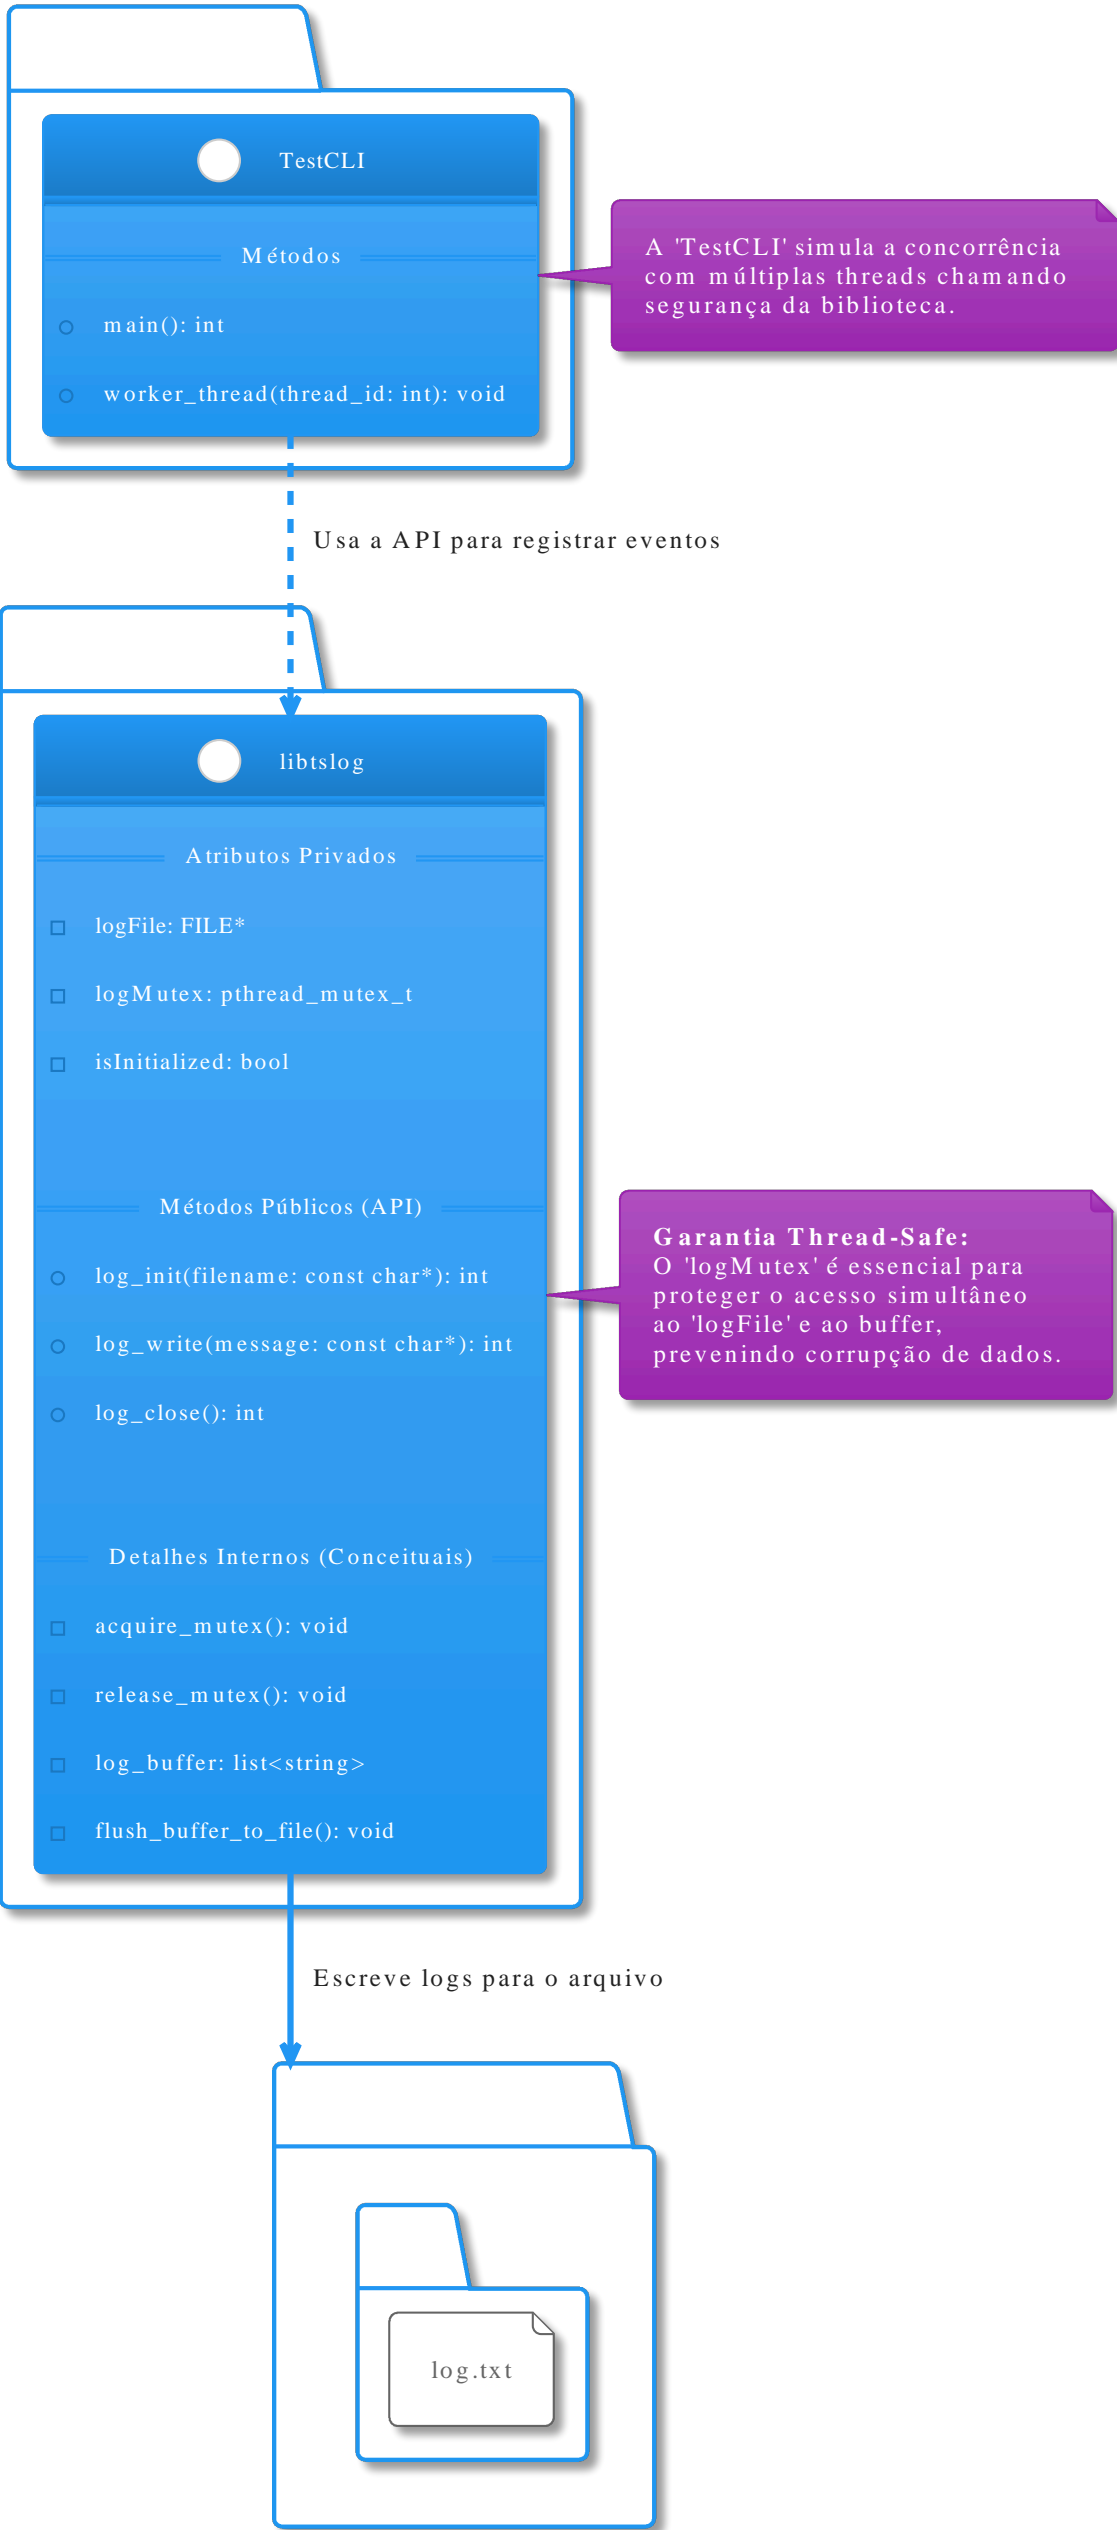 TestCLI
Métodos
main(): int
worker_thread(thread_id: int): void
A 'TestCLI' simula a concorrência
com múltiplas threads chamando
segurança da biblioteca.
Usa a API para registrar eventos
libtslog
Atributos Privados
logFile: FILE*
logMutex: pthread_mutex_t
isInitialized: bool
Métodos Públicos (API)
log_init(filename: const char*): int
log_write(message: const char*): int
log_close(): int
Garantia Thread-Safe:
O 'logMutex' é essencial para
proteger o acesso simultâneo
ao 'logFile' e ao buffer,
prevenindo corrupção de dados.
Detalhes Internos (Conceituais)
acquire_mutex(): void
release_mutex(): void
log_buffer: list<string>
flush_buffer_to_file(): void
Escreve logs para o arquivo
log.txt